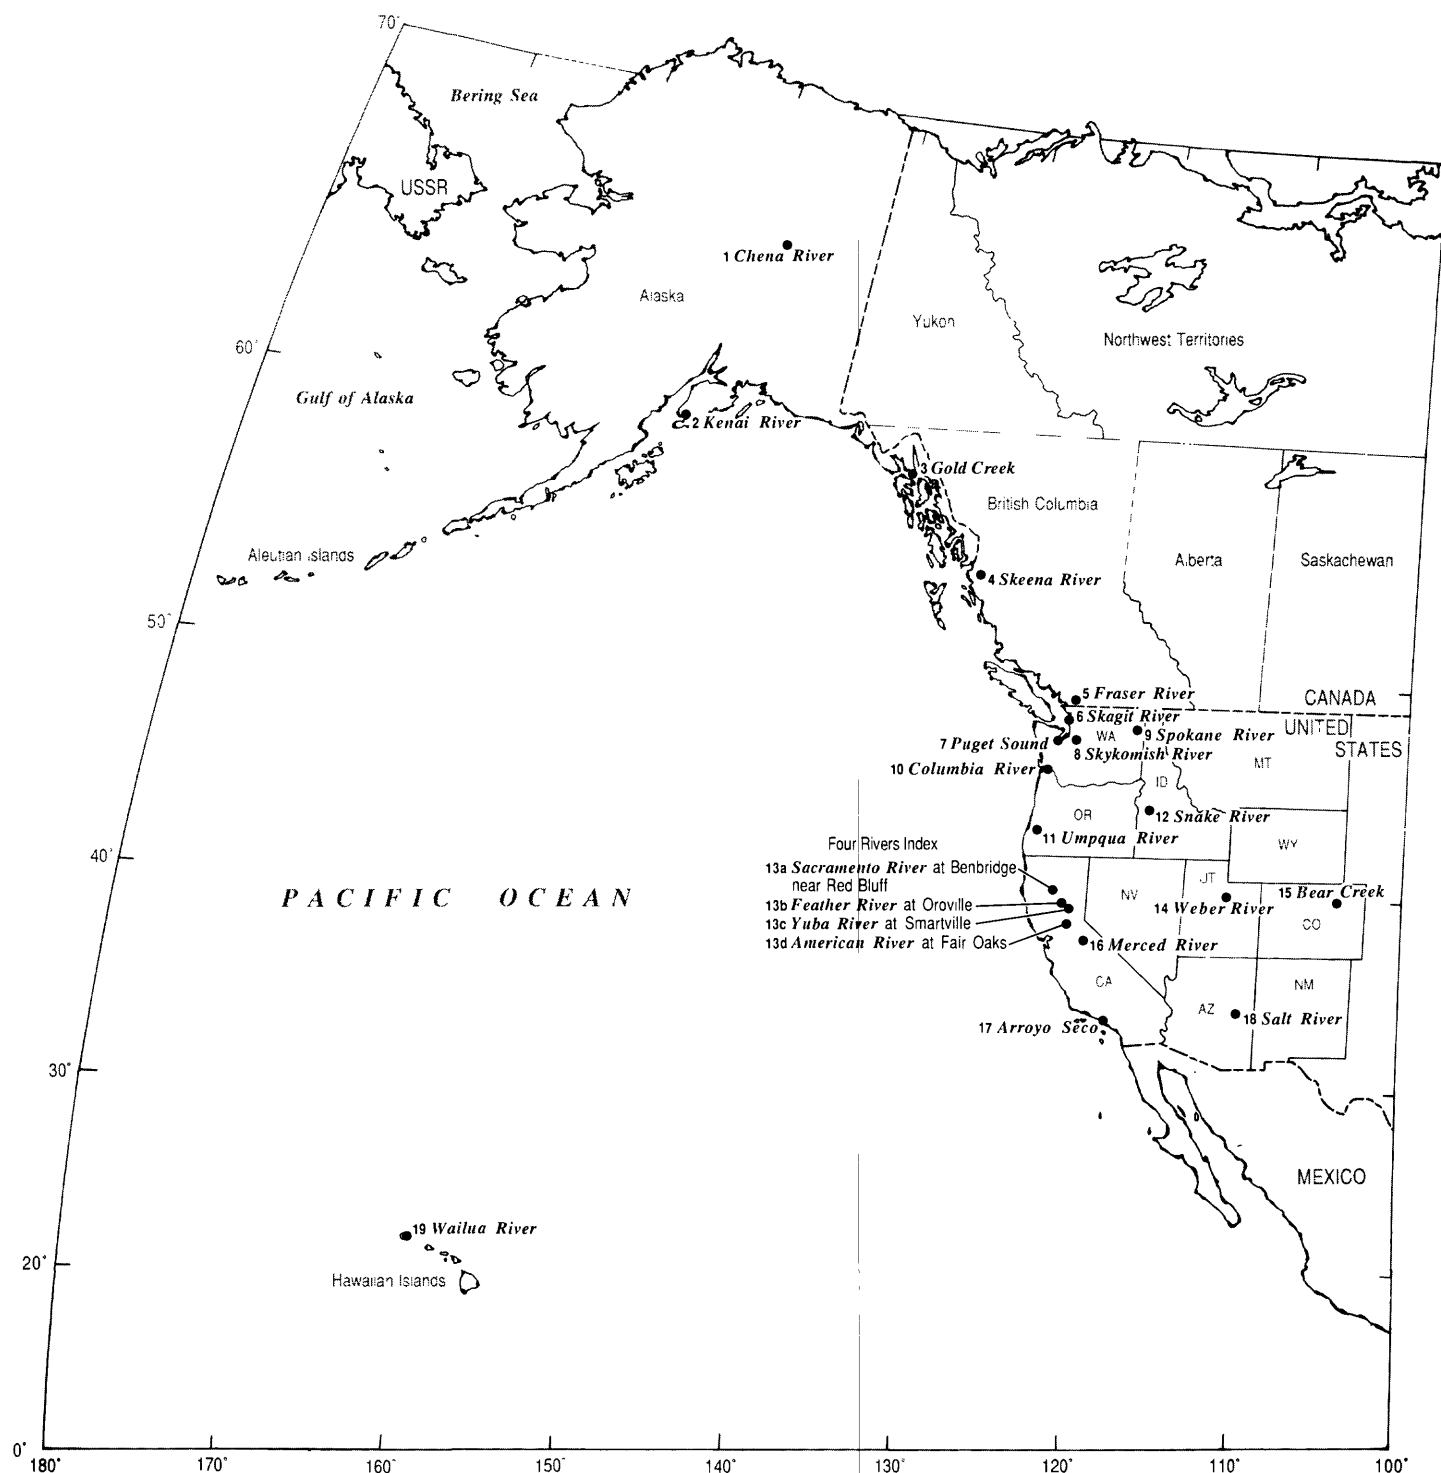 70°
Bering Sea
USSR
1 Chena River
Alaska
Yukon
Northwest Territories
60°
Gulf of Alaska
2 Kenai River
3 Gold Creek
British Columbia
Aleutian Islands
Alberta
Saskachewan
4 Skeena River
50°
5 Fraser River
CANADA
6 Skagit River
UNITED
STATES
7 Puget Sound
WA
9 Spokane River
8 Skykomish River
10 Columbia River
ID
MT
OR
12 Snake River
11 Umpqua River
WY
Four Rivers Index
40°
13a Sacramento River at Benbridge
near Red Bluff
PACIFIC OCEAN
13b Feather River at Oroville
13c Yuba River at Smartville
13d American River at Fair Oaks
NV
UT
14 Weber River
15 Bear Creek
CO
16 Merced River
CA
NM
AZ
18 Salt River
17 Arroyo Seco
30°
MEXICO
19 Wailua River
20°
Hawaiian Islands
0°
180° 170° 160° 150° 140° 130° 120° 110° 100°